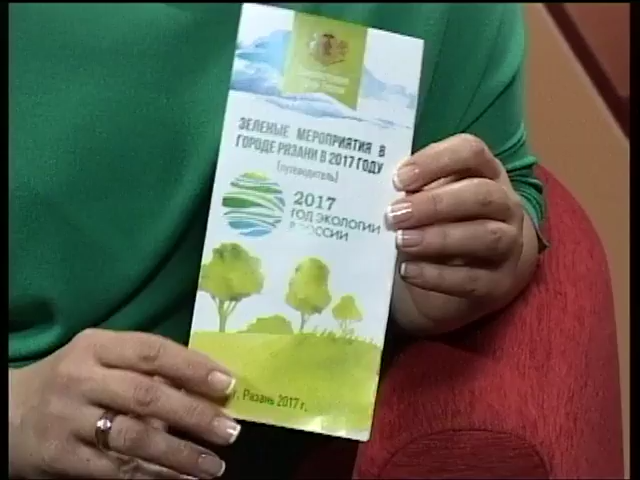 ЗЕЛЕНЫЕ МЕРОПРИЯТИЯ В
ГОРОДЕ РЯЗАНИ В 2017 ГОДУ
(путеводитель)
2017
ГОД ЭКОЛОГИИ
В РОССИИ
г. Рязань 2017 г.